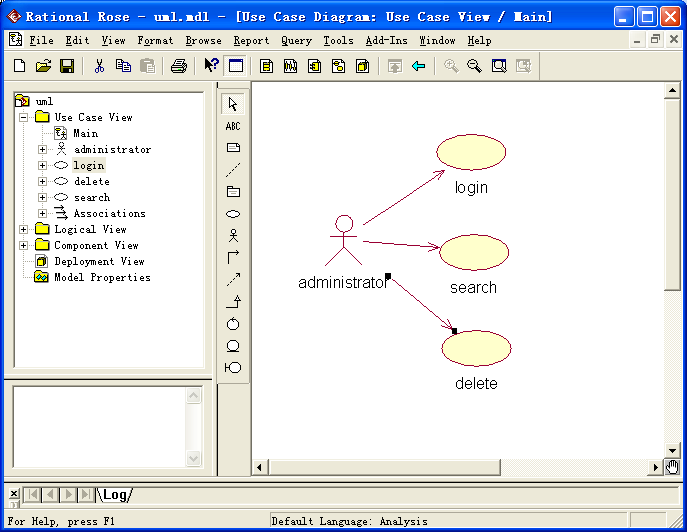 Rational Rose - uml.mdl - [Use Case Diagram: Use Case View / Main]
File Edit View Format Browse Report Query Tools Add-Ins Window Help
uml
Use Case View
Main
administrator
login
delete
search
Associations
Logical View
Component View
Deployment View
Model Properties
ABC
login
administrator
search
delete
Log
For Help, press F1
Default Language: Analysis